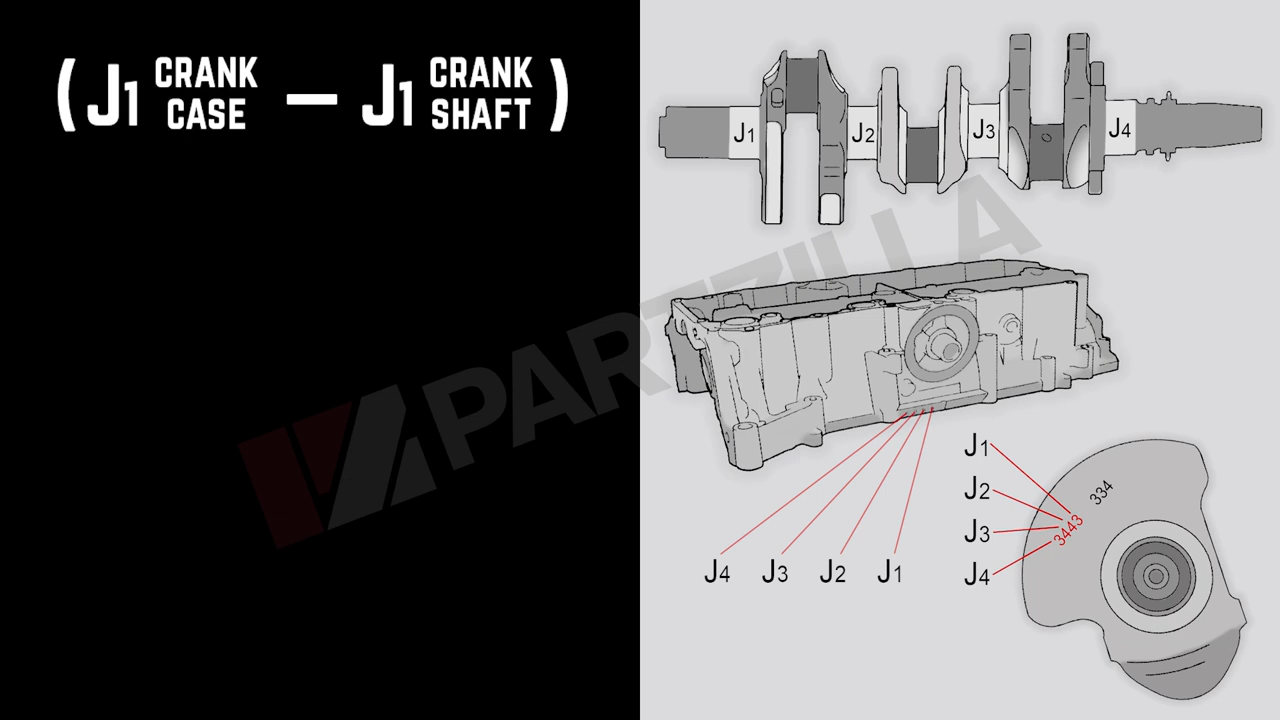 ( J1 CRANK CASE — J1 CRANK SHAFT )
J1 J2 J3 J4
PARTZILLA
J1
J2
J3
J4
334
3443
J4 J3 J2 J1